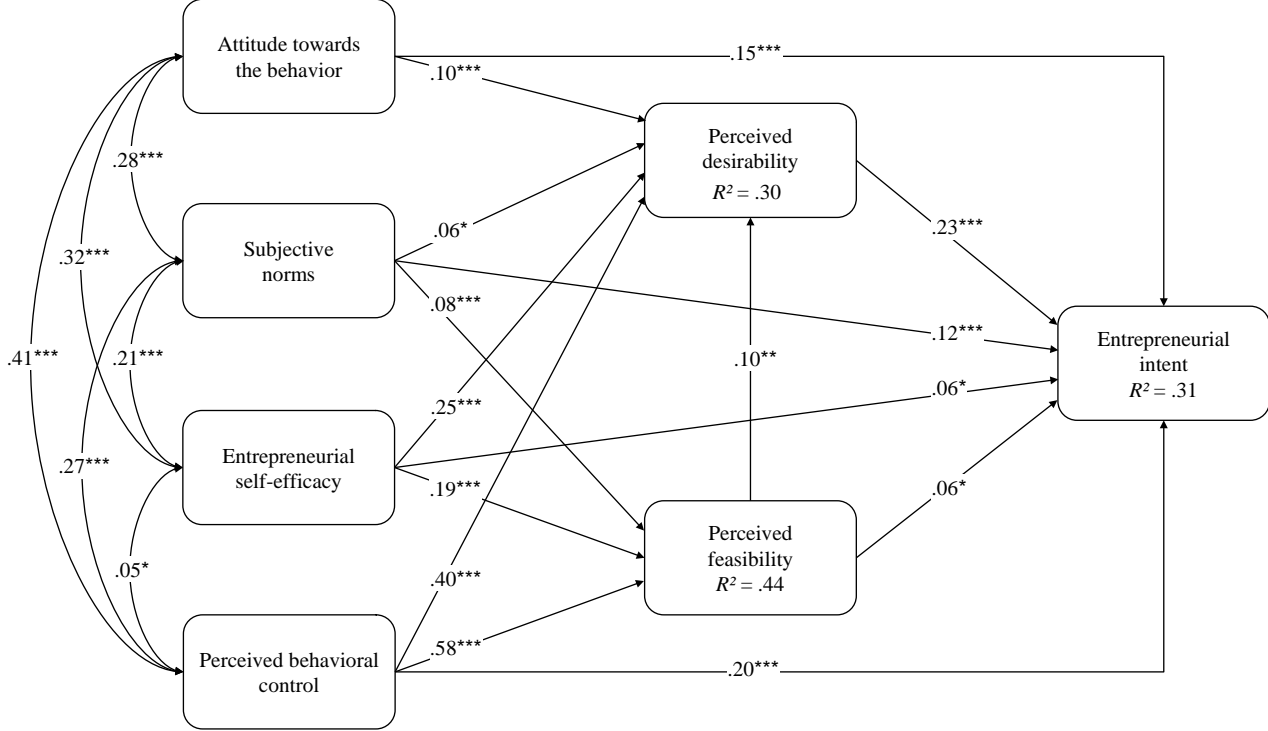 Attitude towards
the behavior
.15***
.10***
Perceived
desirability
R² = .30
.28***
.06*
.23***
Subjective
norms
.32***
.08***
.12***
Entrepreneurial
intent
R² = .31
.41***
.21***
.10**
.06*
.25***
Entrepreneurial
self-efficacy
.27***
.19***
.06*
Perceived
feasibility
R² = .44
.05*
.40***
.58***
Perceived behavioral
control
.20***